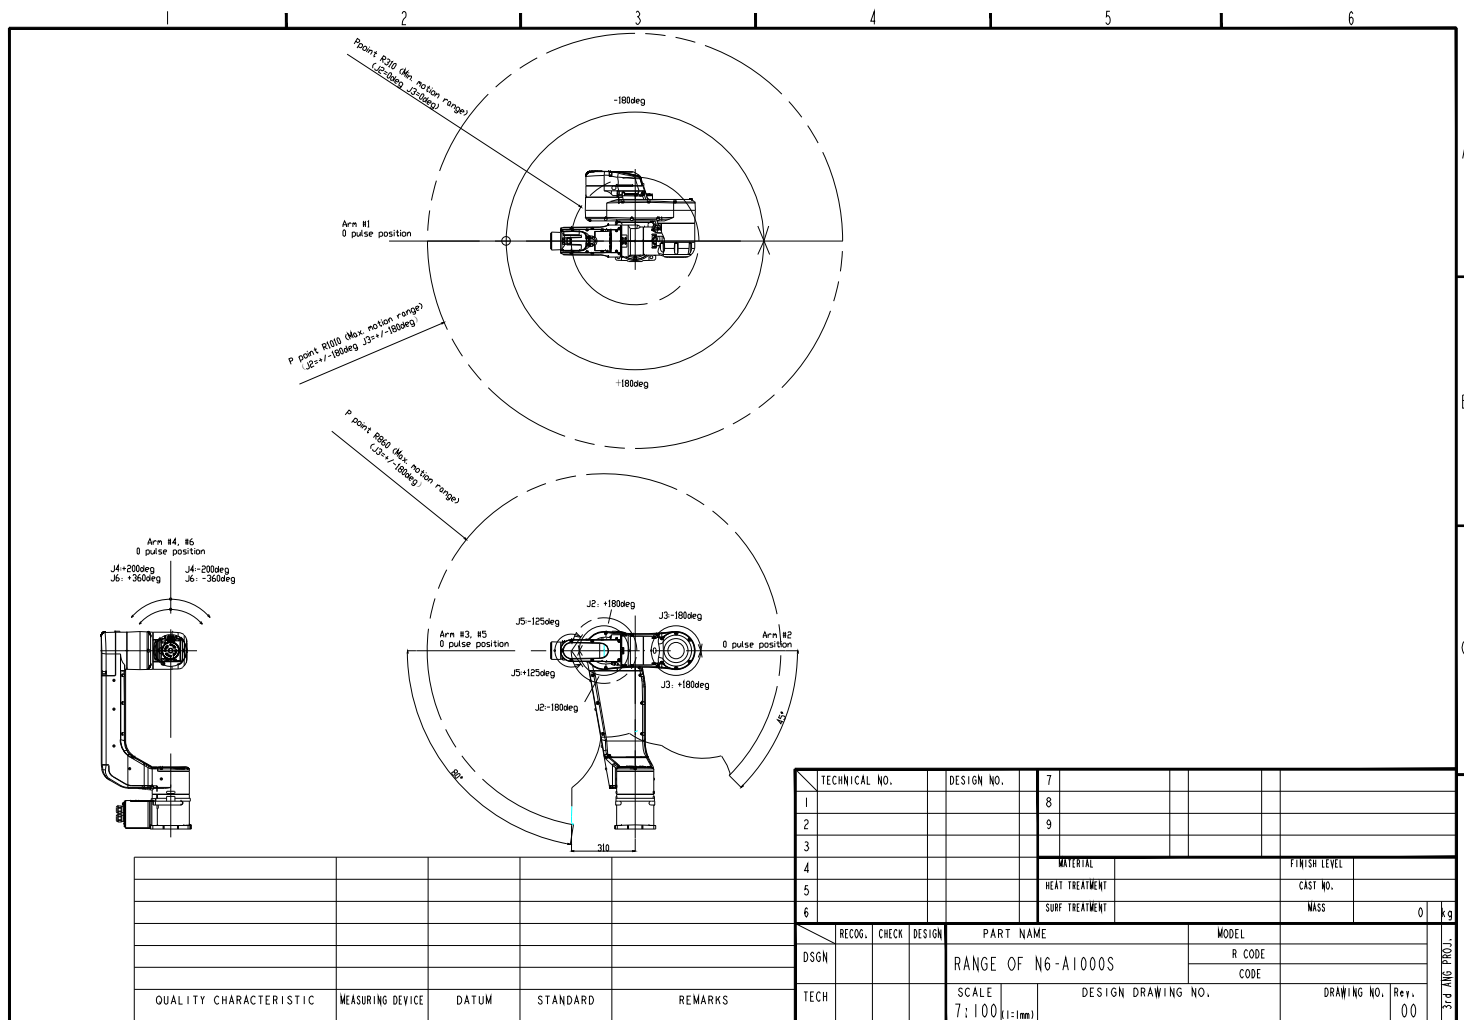 1 2 3 4 5 6
Ppoint R310 (Min. motion range)
(J2=0deg J3=0deg)
-180deg
Arm #1
0 pulse position
P point R1010 (Max. motion range)
(J2=+/-180deg J3=+/-180deg)
+180deg
P point R860 (Max. motion range)
(J3=+/-180deg)
Arm #4, #6
0 pulse position
J4:+200deg J4:-200deg
J6: +360deg J6: -360deg
J2: +180deg
J5:-125deg
J3:-180deg
Arm #3, #5
0 pulse position
Arm #2
0 pulse position
J5:+125deg
J3: +180deg
J2:-180deg
45°
80°
310
TECHNICAL NO. DESIGN NO. 7
1 8
2 9
3
4 MATERIAL FINISH LEVEL
5 HEAT TREATMENT CAST NO.
6 SURF TREATMENT MASS 0 kg
RECOG. CHECK DESIGN PART NAME MODEL
DSGN RANGE OF N6-A1000S R CODE
CODE
TECH SCALE DESIGN DRAWING NO. DRAWING NO. Rev.
7:100 (1=1mm) 00
3rd ANG PROJ.
QUALITY CHARACTERISTIC MEASURING DEVICE DATUM STANDARD REMARKS